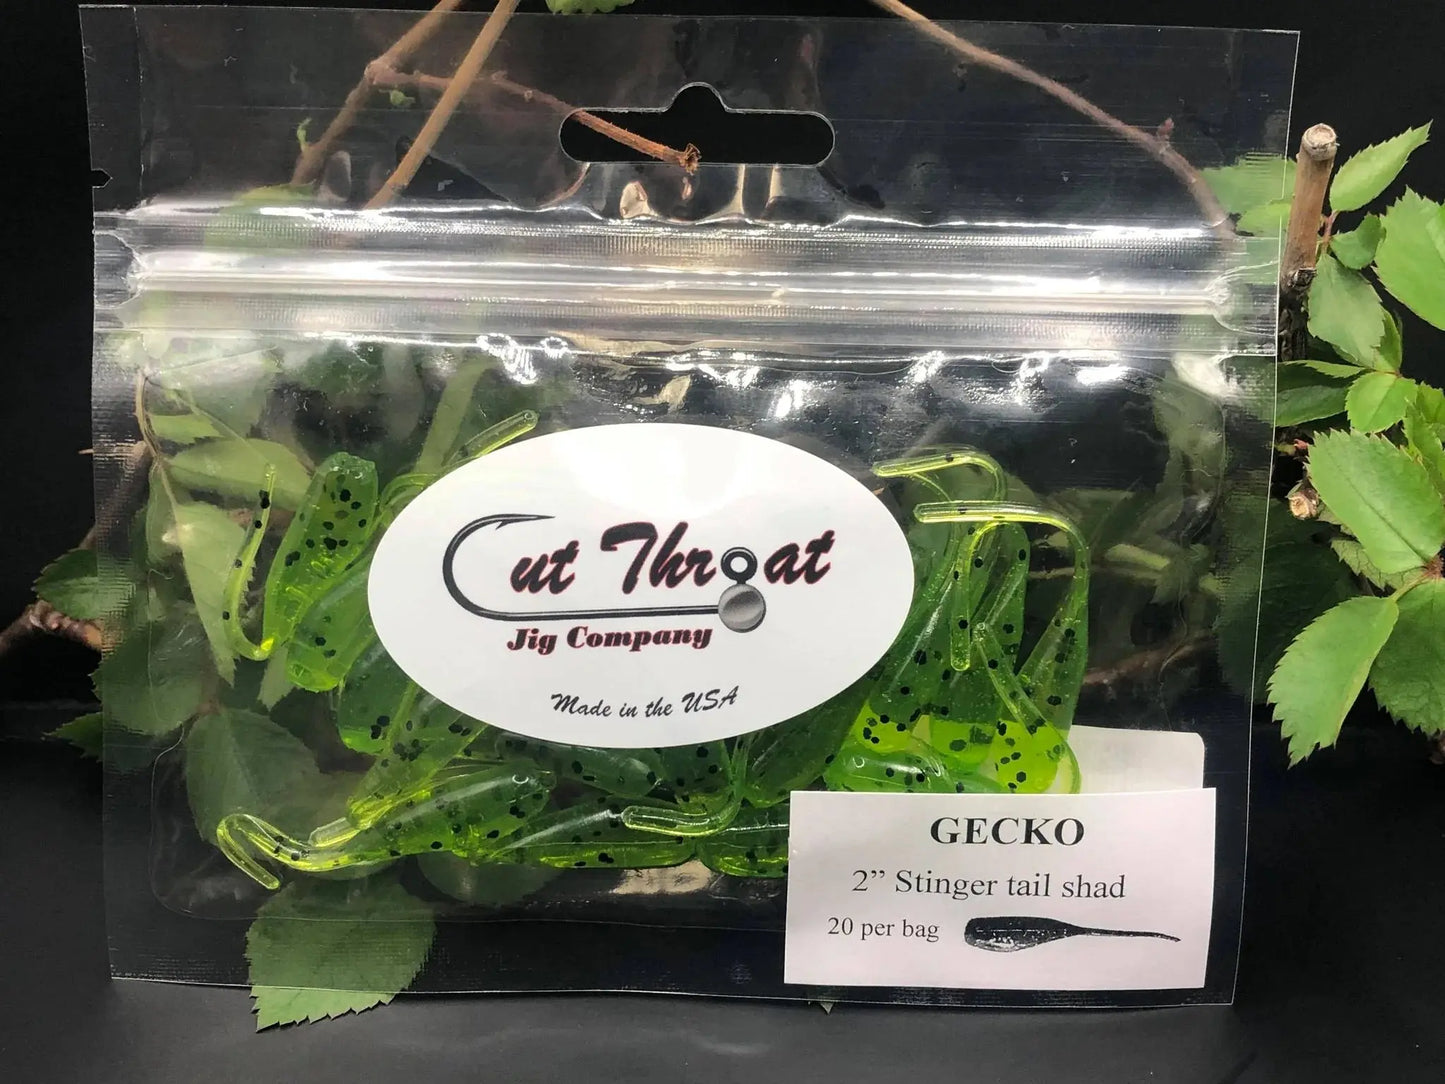 Cut Throat
Jig Company
Made in the USA
GECKO
2” Stinger tail shad
20 per bag